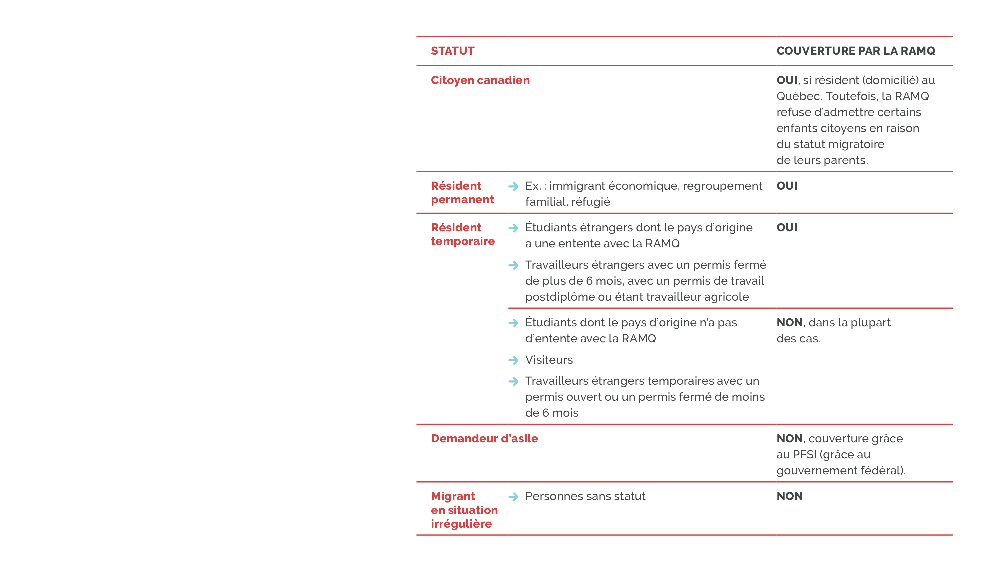 STATUT
COUVERTURE PAR LA RAMQ
Citoyen canadien
OUI, si résident (domicilié) au
Québec. Toutefois, la RAMQ
refuse d’admettre certains
enfants citoyens en raison
du statut migratoire
de leurs parents.
Résident
permanent
Ex. : immigrant économique, regroupement
familial, réfugié
OUI
Résident
temporaire
Étudiants étrangers dont le pays d’origine
a une entente avec la RAMQ
Travailleurs étrangers avec un permis fermé
de plus de 6 mois, avec un permis de travail
postdiplôme ou étant travailleur agricole
OUI
Étudiants dont le pays d’origine n’a pas
d’entente avec la RAMQ
Visiteurs
Travailleurs étrangers temporaires avec un
permis ouvert ou un permis fermé de moins
de 6 mois
NON, dans la plupart
des cas.
Demandeur d’asile
NON, couverture grâce
au PFSI (grâce au
gouvernement fédéral).
Migrant
en situation
irrégulière
Personnes sans statut
NON